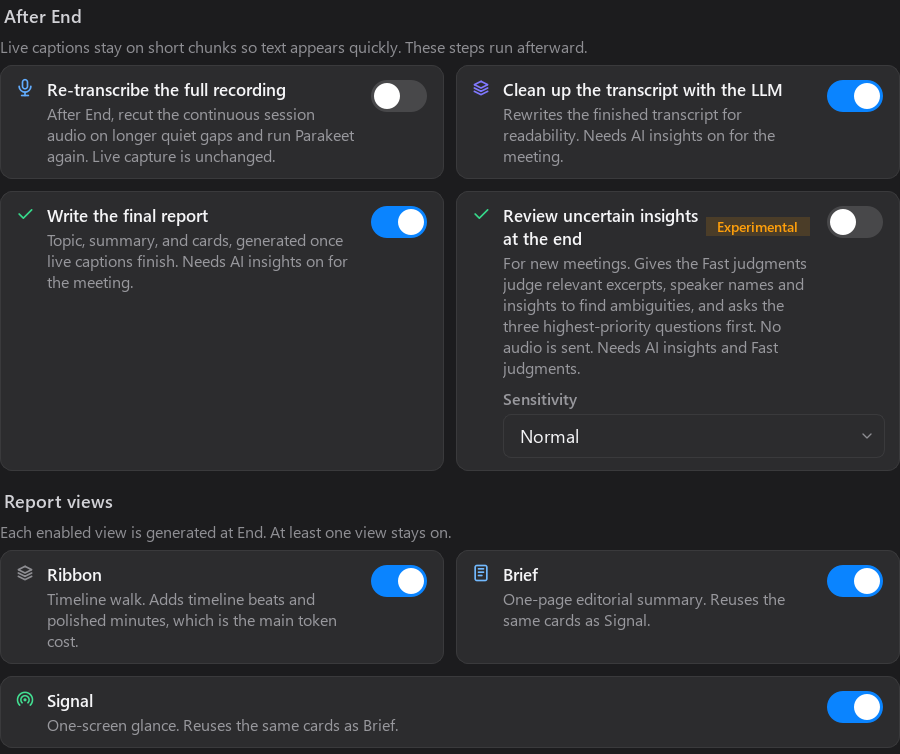 After End
Live captions stay on short chunks so text appears quickly. These steps run afterward.
Re-transcribe the full recording
After End, recut the continuous session
audio on longer quiet gaps and run Parakeet
again. Live capture is unchanged.
Clean up the transcript with the LLM
Rewrites the finished transcript for
readability. Needs AI insights on for the
meeting.
Write the final report
Topic, summary, and cards, generated once
live captions finish. Needs AI insights on for
the meeting.
Review uncertain insights
at the end
Experimental
For new meetings. Gives the Fast judgments
judge relevant excerpts, speaker names and
insights to find ambiguities, and asks the
three highest-priority questions first. No
audio is sent. Needs AI insights and Fast
judgments.
Sensitivity
Normal
Report views
Each enabled view is generated at End. At least one view stays on.
Ribbon
Timeline walk. Adds timeline beats and
polished minutes, which is the main token
cost.
Brief
One-page editorial summary. Reuses the
same cards as Signal.
Signal
One-screen glance. Reuses the same cards as Brief.